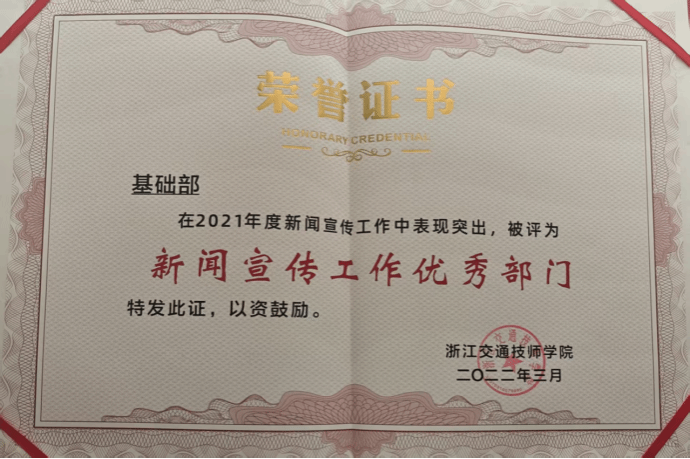 荣誉证书
HONORARY CREDENTIAL
基础部
在2021年度新闻宣传工作中表现突出，被评为
新闻宣传工作优秀部门
特发此证，以资鼓励。
浙江交通技师学院
二〇二二年三月